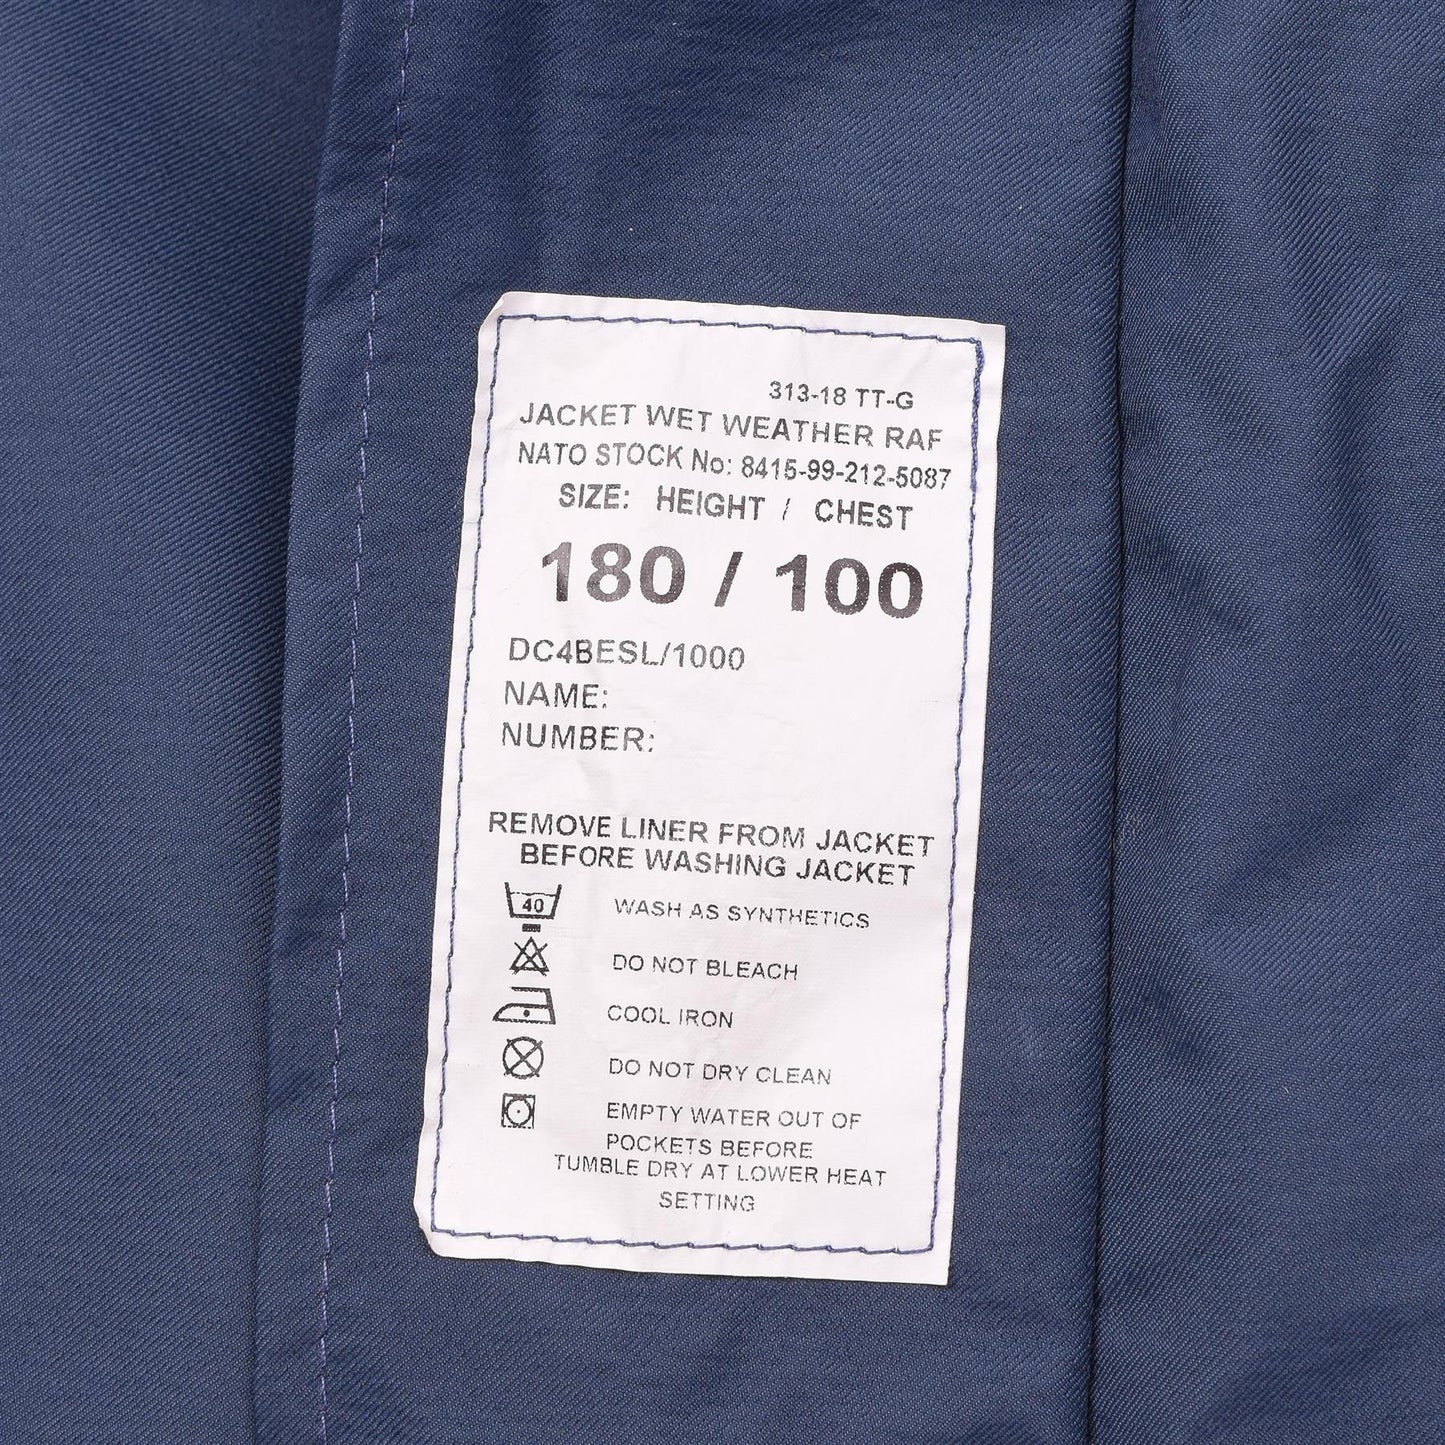 313-18 TT-G
JACKET WET WEATHER RAF
NATO STOCK No: 8415-99-212-5087
SIZE: HEIGHT / CHEST
180 / 100
DC4BESL/1000
NAME:
NUMBER:
REMOVE LINER FROM JACKET
BEFORE WASHING JACKET
40 WASH AS SYNTHETICS
DO NOT BLEACH
COOL IRON
DO NOT DRY CLEAN
EMPTY WATER OUT OF
POCKETS BEFORE
TUMBLE DRY AT LOWER HEAT
SETTING